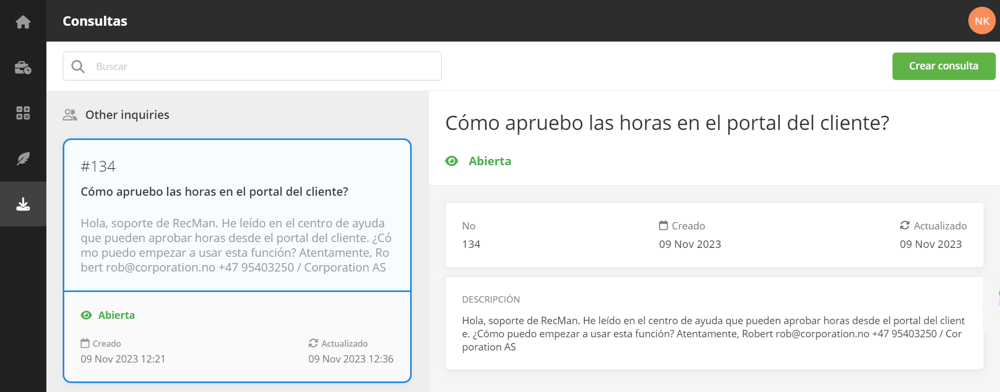 Consultas
NK
Buscar
Crear consulta
Other inquiries
#134
Cómo apruebo las horas en el portal del cliente?
Hola, soporte de RecMan. He leído en el centro de ayuda
que pueden aprobar horas desde el portal del cliente. ¿Có
mo puedo empezar a usar esta función? Atentamente, Ro
bert rob@corporation.no +47 95403250 / Corporation AS
Abierta
Creado
Actualizado
09 Nov 2023 12:21
09 Nov 2023 12:36
Cómo apruebo las horas en el portal del cliente?
Abierta
No
Creado
Actualizado
134
09 Nov 2023
09 Nov 2023
DESCRIPCIÓN
Hola, soporte de RecMan. He leído en el centro de ayuda que pueden aprobar horas desde el portal del client
e. ¿Cómo puedo empezar a usar esta función? Atentamente, Robert rob@corporation.no +47 95403250 / Cor
poration AS